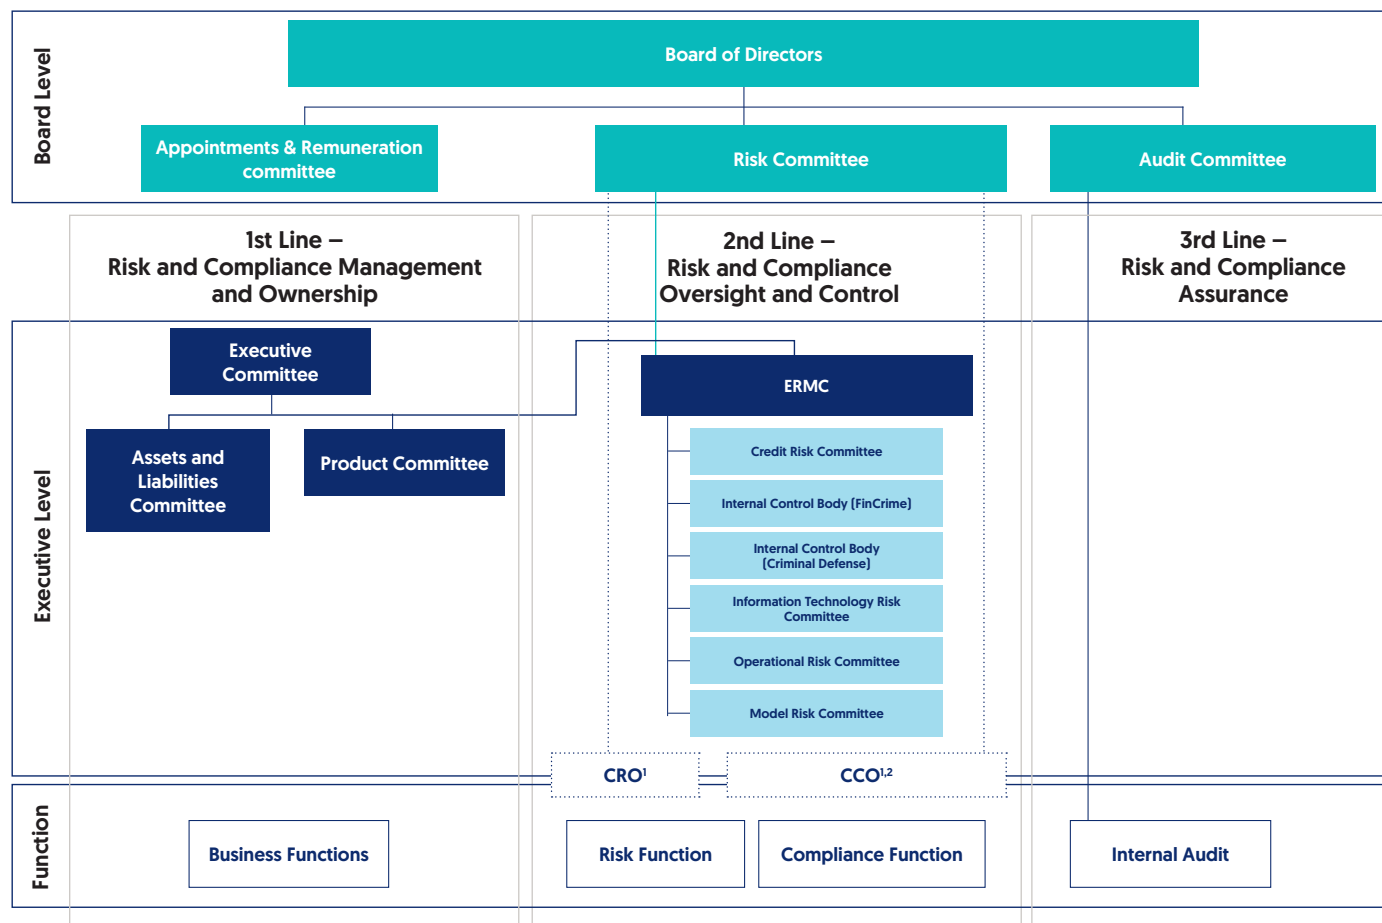 Board Level
Board of Directors
Appointments & Remuneration
committee
Risk Committee
Audit Committee
1st Line –
Risk and Compliance Management
and Ownership
2nd Line –
Risk and Compliance
Oversight and Control
3rd Line –
Risk and Compliance
Assurance
Executive Level
Executive
Committee
Assets and
Liabilities
Committee
Product Committee
ERMC
Credit Risk Committee
Internal Control Body (FinCrime)
Internal Control Body
(Criminal Defense)
Information Technology Risk
Committee
Operational Risk Committee
Model Risk Committee
CRO¹
CCO¹,²
Function
Business Functions
Risk Function
Compliance Function
Internal Audit